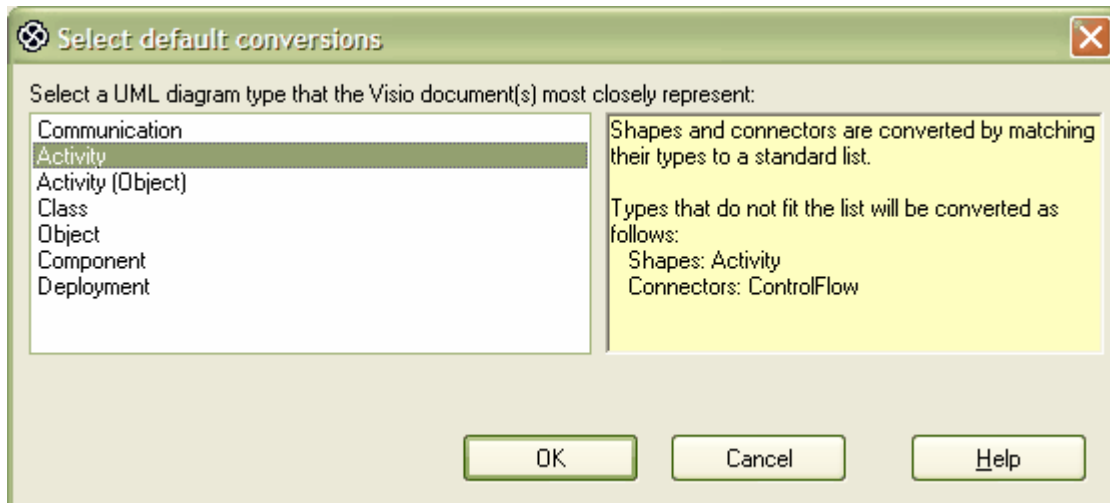 Select default conversions
Select a UML diagram type that the Visio document(s) most closely represent:
Communication
Activity
Activity (Object)
Class
Object
Component
Deployment
Shapes and connectors are converted by matching
their types to a standard list.
Types that do not fit the list will be converted as
follows:
Shapes: Activity
Connectors: ControlFlow
OK
Cancel
Help